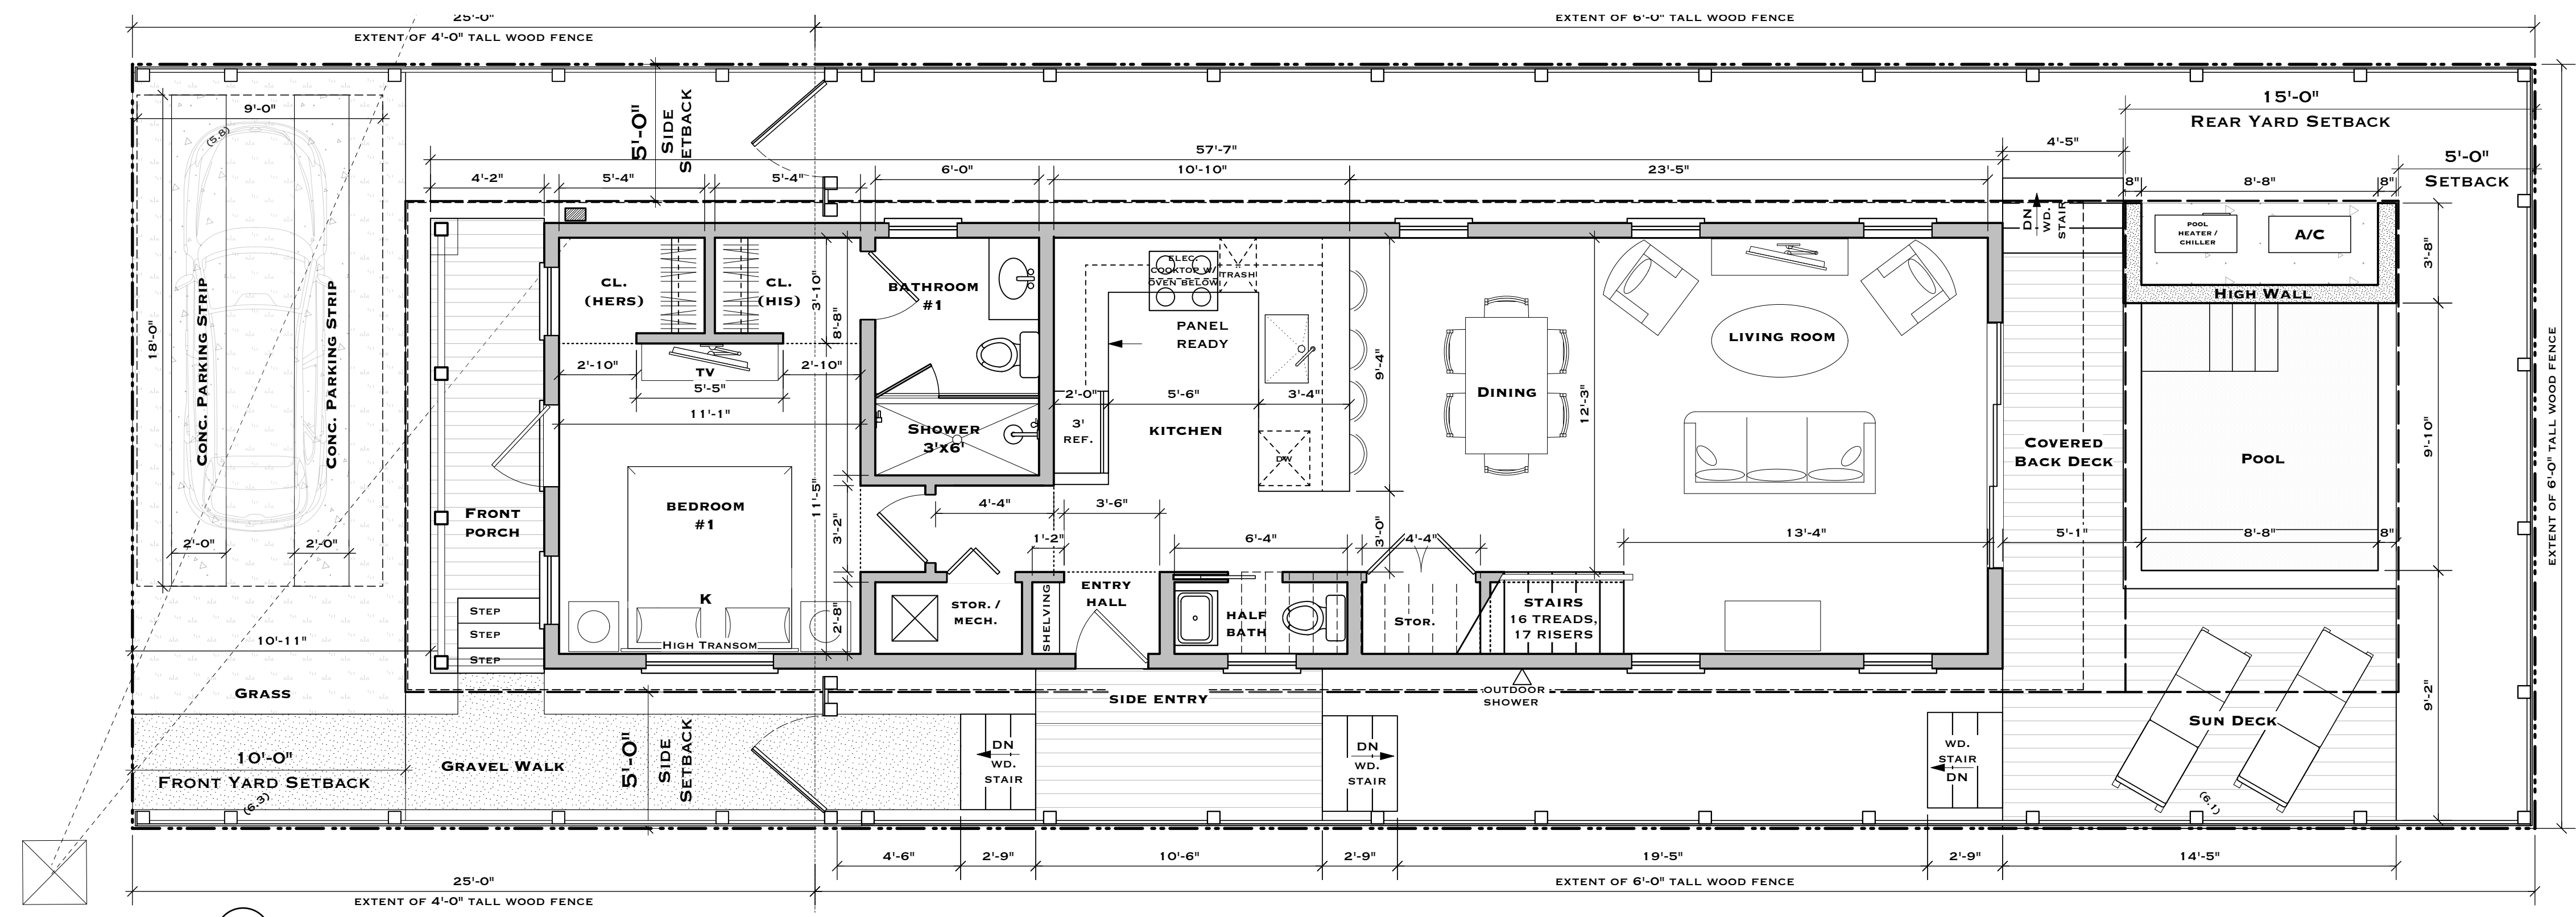 25'-0"
EXTENT OF 4'-0" TALL WOOD FENCE
EXTENT OF 6'-0" TALL WOOD FENCE
15'-0"
REAR YARD SETBACK
5'-0"
SETBACK
9'-0"
(5.8)
5'-0"
SIDE
SETBACK
57'-7"
4'-5"
4'-2"
5'-4"
5'-4"
6'-0"
10'-10"
23'-5"
8"
8'-8"
8"
DN
WD.
STAIR
POOL
HEATER /
CHILLER
A/C
3'-8"
HIGH WALL
18'-0"
CONC. PARKING STRIP
CONC. PARKING STRIP
2'-0"
2'-0"
CL.
(HERS)
CL.
(HIS)
3'-10"
8'-8"
BATHROOM
#1
ELEC.
COOKTOP W/
OVEN BELOW
TRASH
PANEL
READY
2'-10"
TV
5'-5"
2'-10"
11'-1"
SHOWER
3'x6'
2'-0"
5'-6"
3'-4"
3'
REF.
KITCHEN
DW
9'-4"
DINING
12'-3"
LIVING ROOM
COVERED
BACK DECK
POOL
9'-10"
EXTENT OF 6'-0" TALL WOOD FENCE
FRONT
PORCH
BEDROOM
#1
11'-5"
3'-2"
4'-4"
3'-6"
1'-2"
6'-4"
3'-0"
4'-4"
13'-4"
5'-1"
8'-8"
8"
STEP
STEP
STEP
K
HIGH TRANSOM
2'-8"
STOR. /
MECH.
SHELVING
ENTRY
HALL
HALF
BATH
STOR.
STAIRS
16 TREADS,
17 RISERS
10'-11"
GRASS
SIDE ENTRY
OUTDOOR
SHOWER
SUN DECK
9'-2"
(6.1)
10'-0"
FRONT YARD SETBACK
(6.3)
GRAVEL WALK
5'-0"
SIDE
SETBACK
DN
WD.
STAIR
DN
WD.
STAIR
WD.
STAIR
DN
4'-6"
2'-9"
10'-6"
2'-9"
19'-5"
2'-9"
14'-5"
25'-0"
EXTENT OF 4'-0" TALL WOOD FENCE
EXTENT OF 6'-0" TALL WOOD FENCE